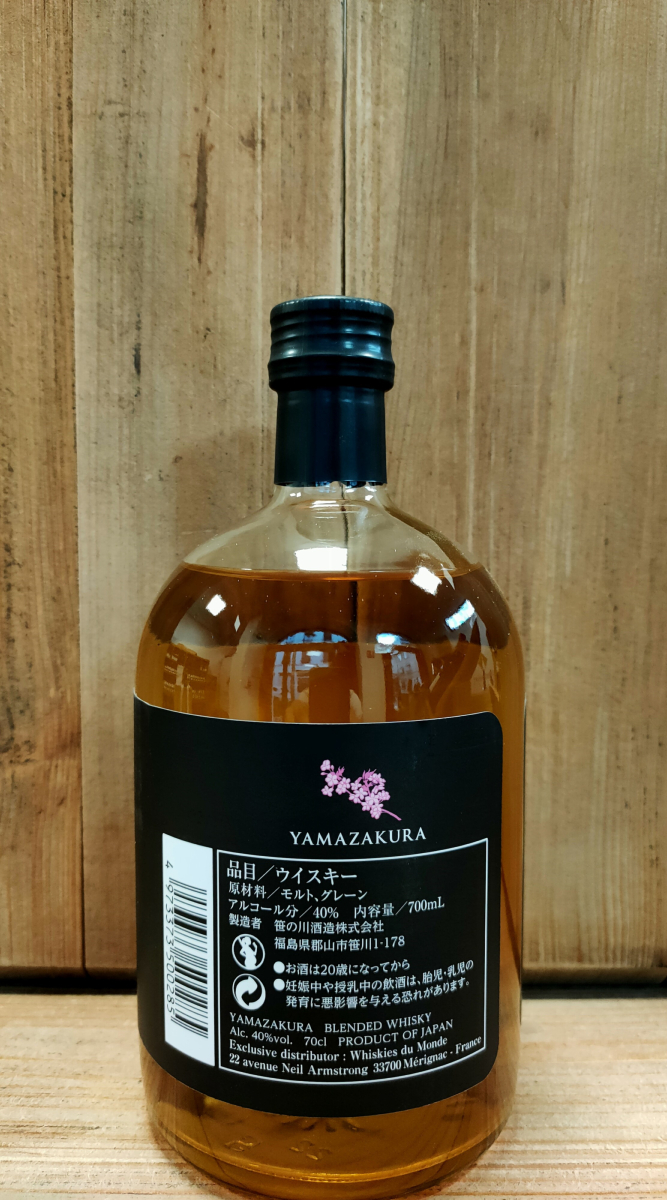 YAMAZAKURA
品目／ウイスキー
原材料／モルト、グレーン
アルコール分／40% 内容量／700mL
製造者 笹の川酒造株式会社
福島県郡山市笹川1-178
●お酒は20歳になってから
●妊娠中や授乳中の飲酒は、胎児・乳児の
発育に悪影響を与える恐れがあります。
YAMAZAKURA BLENDED WHISKY
Alc. 40%vol. 70cl PRODUCT OF JAPAN
Exclusive distributor : Whiskies du Monde
22 avenue Neil Armstrong 33700 Mérignac - France
4 973373 500285